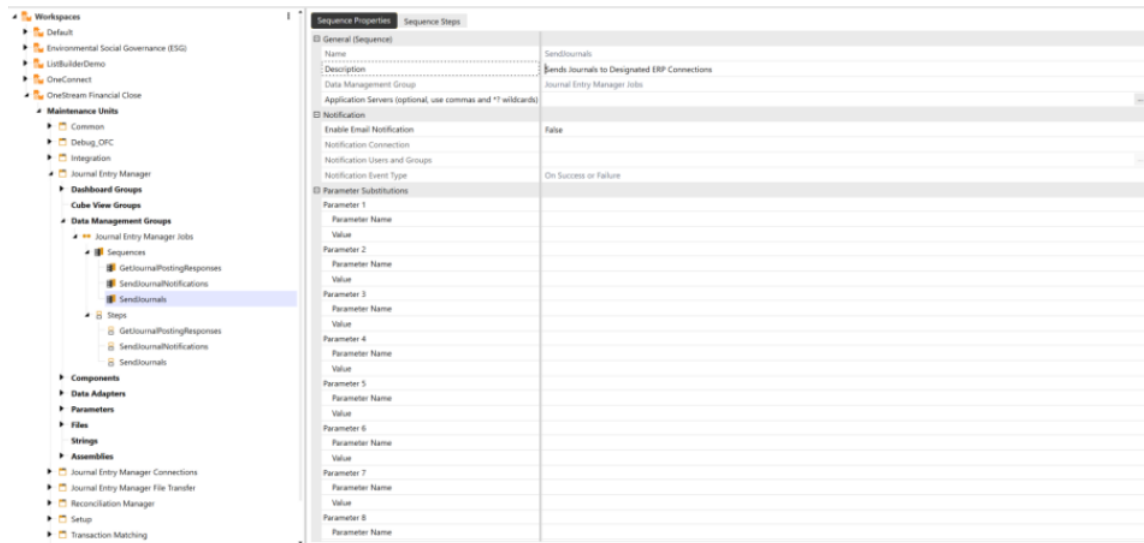 Workspaces
Default
Environmental Social Governance (ESG)
ListBuilderDemo
OneConnect
OneStream Financial Close
Maintenance Units
Common
Debug_OFC
Integration
Journal Entry Manager
Dashboard Groups
Cube View Groups
Data Management Groups
Journal Entry Manager Jobs
Sequences
GetJournalPostingResponses
SendJournalNotifications
SendJournals
Steps
GetJournalPostingResponses
SendJournalNotifications
SendJournals
Components
Data Adapters
Parameters
Files
Strings
Assemblies
Journal Entry Manager Connections
Journal Entry Manager File Transfer
Reconciliation Manager
Setup
Transaction Matching
Sequence Properties Sequence Steps
General (Sequence)
Name SendJournals
Description Sends Journals to Designated ERP Connections
Data Management Group Journal Entry Manager Jobs
Application Servers (optional, use commas and *? wildcards) ...
Notification
Enable Email Notification False
Notification Connection
Notification Users and Groups ...
Notification Event Type On Success or Failure
Parameter Substitutions
Parameter 1
Parameter Name
Value
Parameter 2
Parameter Name
Value
Parameter 3
Parameter Name
Value
Parameter 4
Parameter Name
Value
Parameter 5
Parameter Name
Value
Parameter 6
Parameter Name
Value
Parameter 7
Parameter Name
Value
Parameter 8
Parameter Name